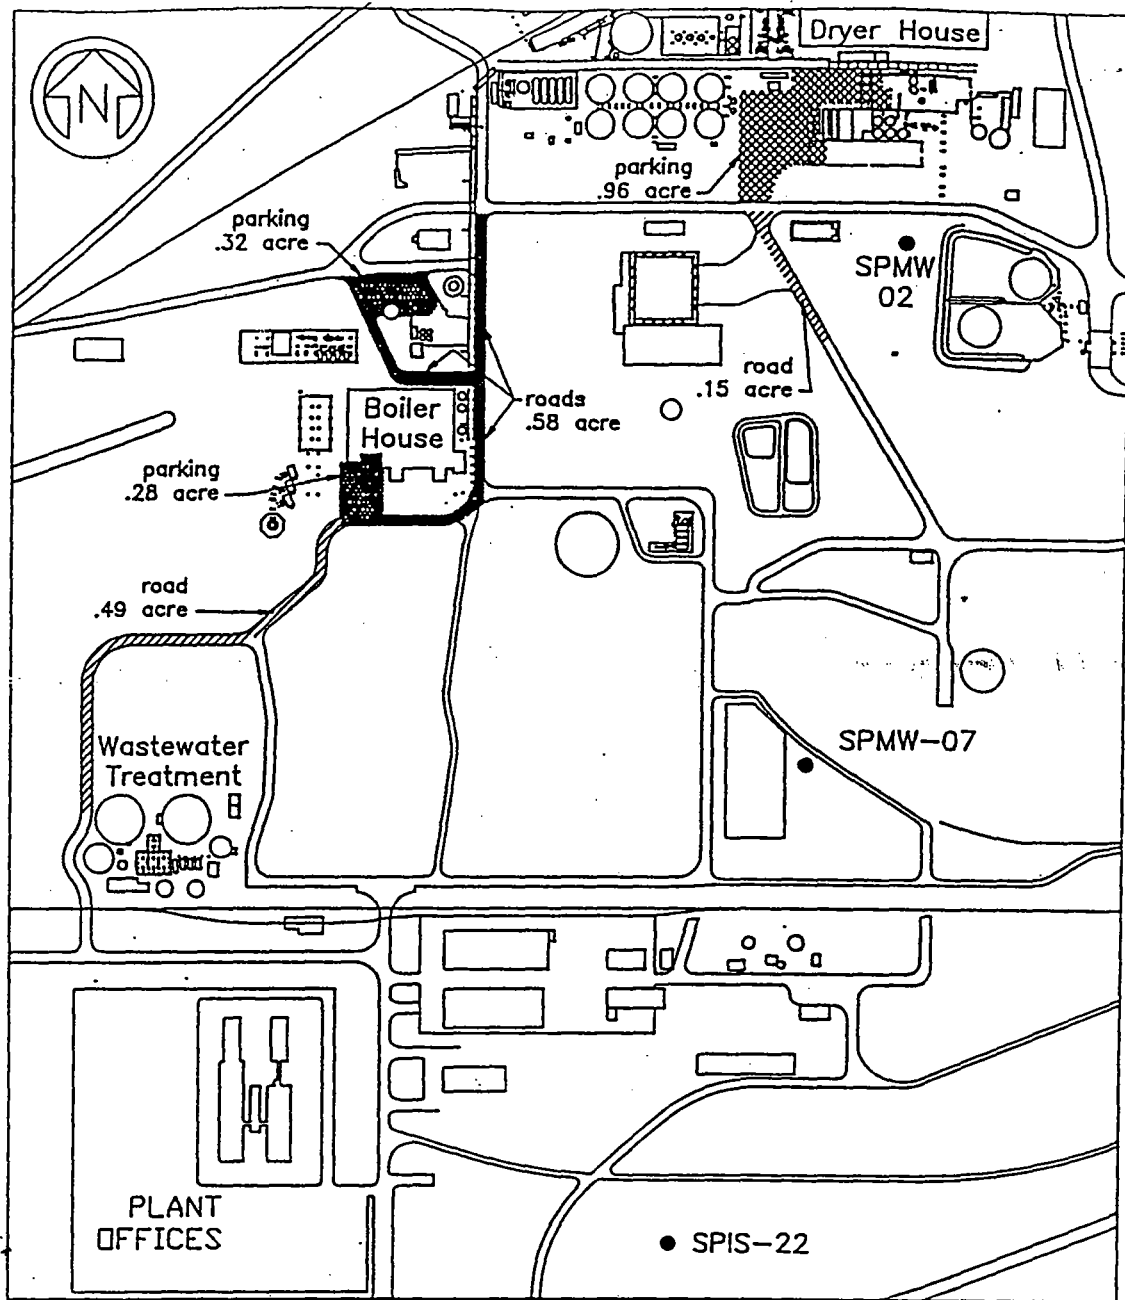 Dryer House
N
parking
.96 acre
parking
.32 acre
SPMW
02
road
.15 acre
roads
.58 acre
Boiler
House
parking
.28 acre
road
.49 acre
SPMW-07
Wastewater
Treatment
PLANT
OFFICES
SPIS-22